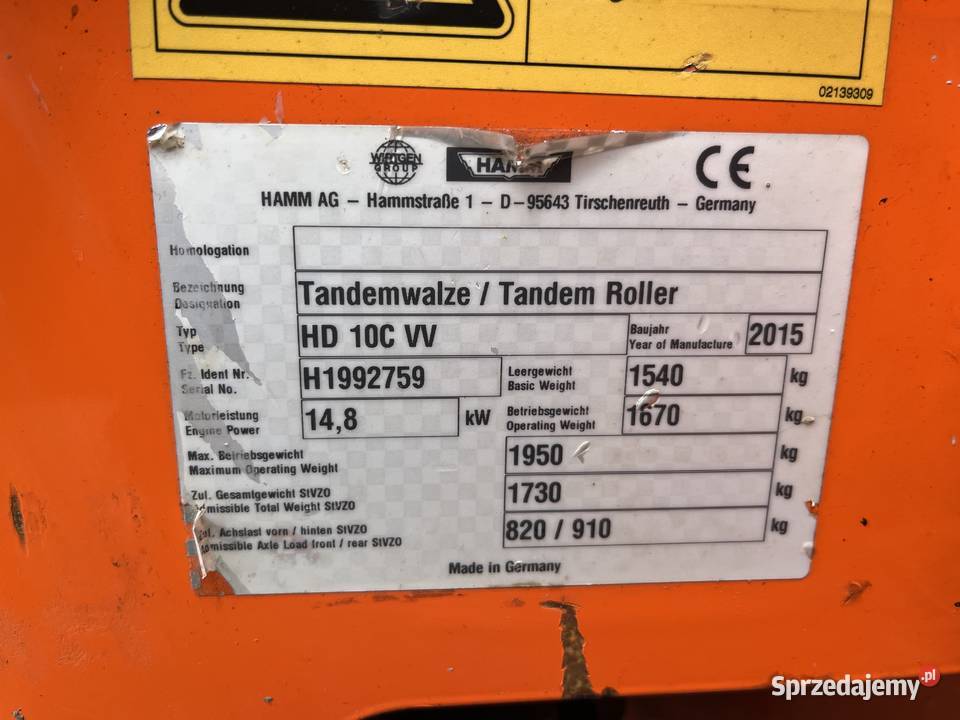 02139309
WIRTGEN GROUP
HAMM
CE
HAMM AG – Hammstraße 1 – D-95643 Tirschenreuth – Germany
Homologation
Bezeichnung
Designation
Tandemwalze / Tandem Roller
Typ
Type
HD 10C VV
Baujahr
Year of Manufacture
2015
Fz. Ident Nr.
Serial No.
H1992759
Leergewicht
Basic Weight
1540 kg
Motorleistung
Engine Power
14,8 kW
Betriebsgewicht
Operating Weight
1670 kg
Max. Betriebsgewicht
Maximum Operating Weight
1950 kg
Zul. Gesamtgewicht StVZO
Admissible Total Weight StVZO
1730 kg
Zul. Achslast vorn / hinten StVZO
Admissible Axle Load front / rear StVZO
820 / 910 kg
Made in Germany
Sprzedajemy.pl